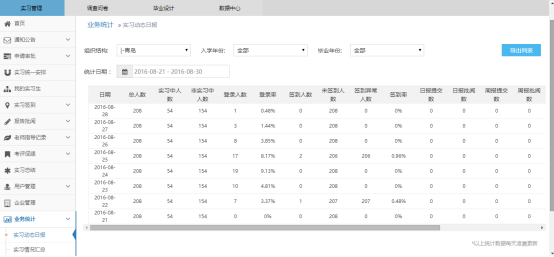 实习管理 调查问卷 毕业设计 数据中心
首页
通知公告
申请审批
实习统一安排
我的实习生
实习签到
报告批阅
老师指导记录
考评成绩
实习总结
用户管理
企业管理
业务统计
实习动态日报
实习情况汇总
业务统计 » 实习动态日报
组织结构: |-青岛 入学年份: 全部 毕业年份: 全部 导出列表
统计日期: 2016-08-21 - 2016-08-30
日期 总人数 实习中人数 非实习中人数 登录人数 登录率 签到人数 未签到人数 签到异常人数 签到率 日报提交数 日报批阅数 周报提交数 周报批阅数
2016-08-28 208 54 154 1 0.48% 0 208 0 0% 0 0 0 0
2016-08-27 208 54 154 3 1.44% 0 208 0 0% 0 0 0 0
2016-08-26 208 54 154 8 3.85% 0 208 0 0% 0 0 0 0
2016-08-25 208 54 154 17 8.17% 2 206 206 0.96% 0 0 0 0
2016-08-24 208 54 154 19 9.13% 0 208 0 0% 0 0 0 0
2016-08-23 208 54 154 10 4.81% 0 208 0 0% 0 0 0 0
2016-08-22 208 54 154 7 3.37% 1 207 207 0.48% 0 0 0 0
2016-08-21 208 54 154 0 0% 0 208 0 0% 0 0 0 0
*以上统计数据每天凌晨更新